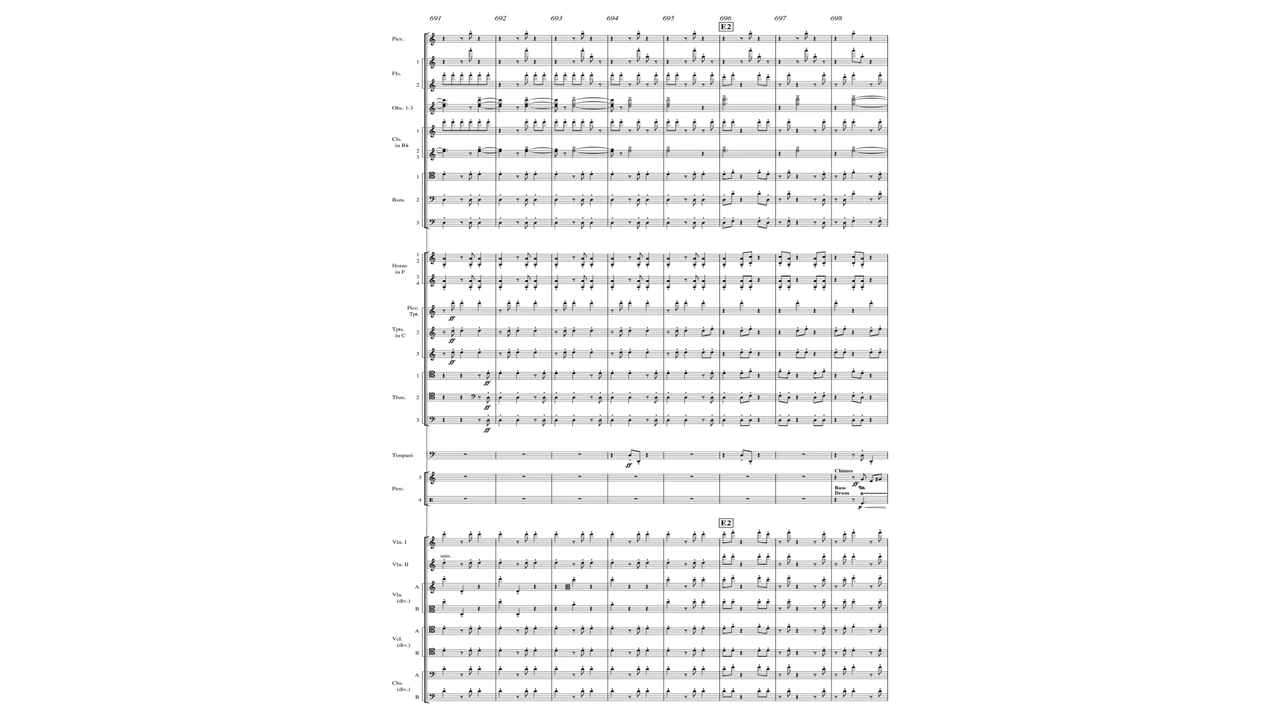 691 692 693 694 695 696 697 698
E2
Picc.
1
Fls.
2
Obs. 1-3
1
Cls.
in B♭
2
3
1
Bsns. 2
3
1
2
Horns
in F
3
4
Picc.
Tpt.
ff
Tpts.
in C
2
ff
3
ff
1
ff
Tbns. 2
ff
3
ff
Timpani
ff
Chimes
3
ff
Perc.
Bass
Drum
4
p
E2
Vln. I
unis.
Vln. II
A
Vla.
(div.)
B
A
Vcl.
(div.)
B
A
Cbs.
(div.)
B